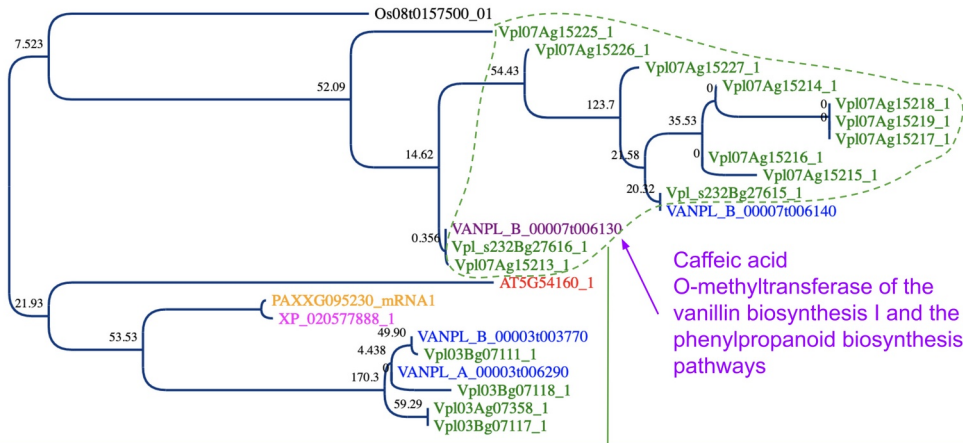 Os08t0157500_01
7.523
Vpl07Ag15225_1
Vpl07Ag15226_1
54.43
Vpl07Ag15227_1
52.09
Vpl07Ag15214_1
0
123.7
Vpl07Ag15218_1
0
0
Vpl07Ag15219_1
35.53
Vpl07Ag15217_1
14.62
21.58
0
Vpl07Ag15216_1
Vpl07Ag15215_1
20.32
Vpl_s232Bg27615_1
VANPL_B_00007t006140
VANPL_B_00007t006130
0.356
Vpl_s232Bg27616_1
Vpl07Ag15213_1
AT5G54160_1
21.93
PAXXG095230_mRNA1
XP_020577888_1
53.53
49.90
VANPL_B_00003t003770
4.438
Vpl03Bg07111_1
0
VANPL_A_00003t006290
170.3
Vpl03Bg07118_1
59.29
Vpl03Ag07358_1
Vpl03Bg07117_1
Caffeic acid
O-methyltransferase of the
vanillin biosynthesis I and the
phenylpropanoid biosynthesis
pathways